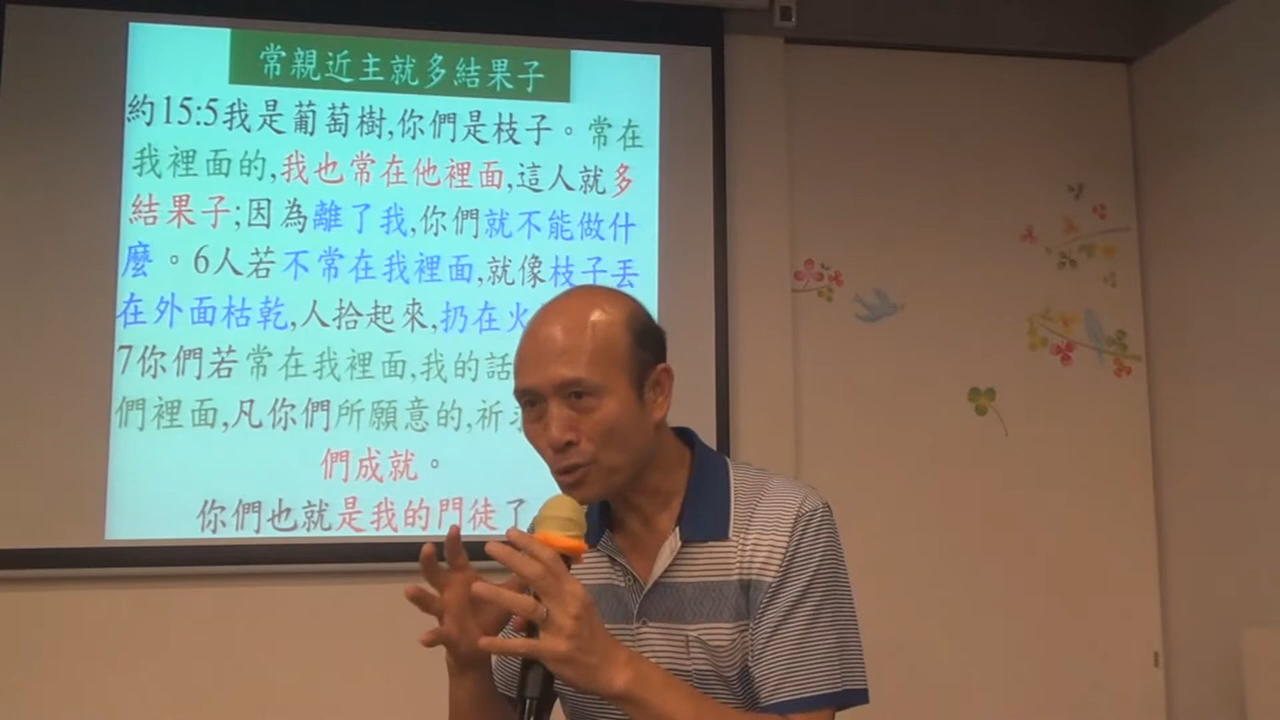 常親近主就多結果子
約15:5我是葡萄樹,你們是枝子。常在
我裡面的,我也常在他裡面,這人就多
結果子;因為離了我,你們就不能做什
麼。6人若不常在我裡面,就像枝子丟
在外面枯乾,人拾起來,扔在火
7你們若常在我裡面,我的話
們裡面,凡你們所願意的,祈求
們成就。
你們也就是我的門徒了